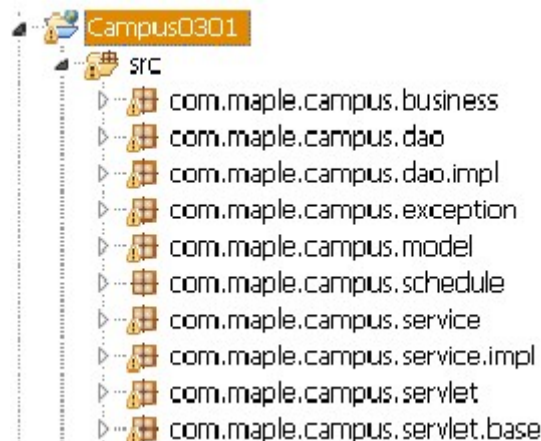 Campus0301
src
com.maple.campus.business
com.maple.campus.dao
com.maple.campus.dao.impl
com.maple.campus.exception
com.maple.campus.model
com.maple.campus.schedule
com.maple.campus.service
com.maple.campus.service.impl
com.maple.campus.servlet
com.maple.campus.servlet.base